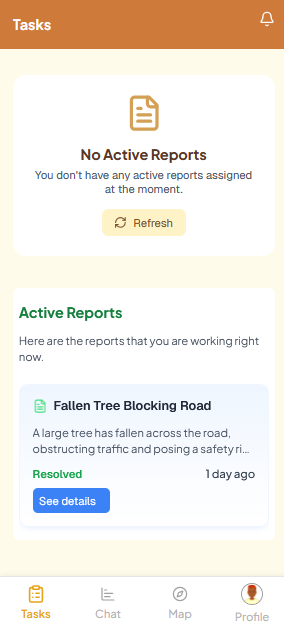 Tasks
No Active Reports
You don't have any active reports assigned
at the moment.
Refresh
Active Reports
Here are the reports that you are working right
now.
Fallen Tree Blocking Road
A large tree has fallen across the road,
obstructing traffic and posing a safety ri...
Resolved 1 day ago
See details
Tasks Chat Map Profile